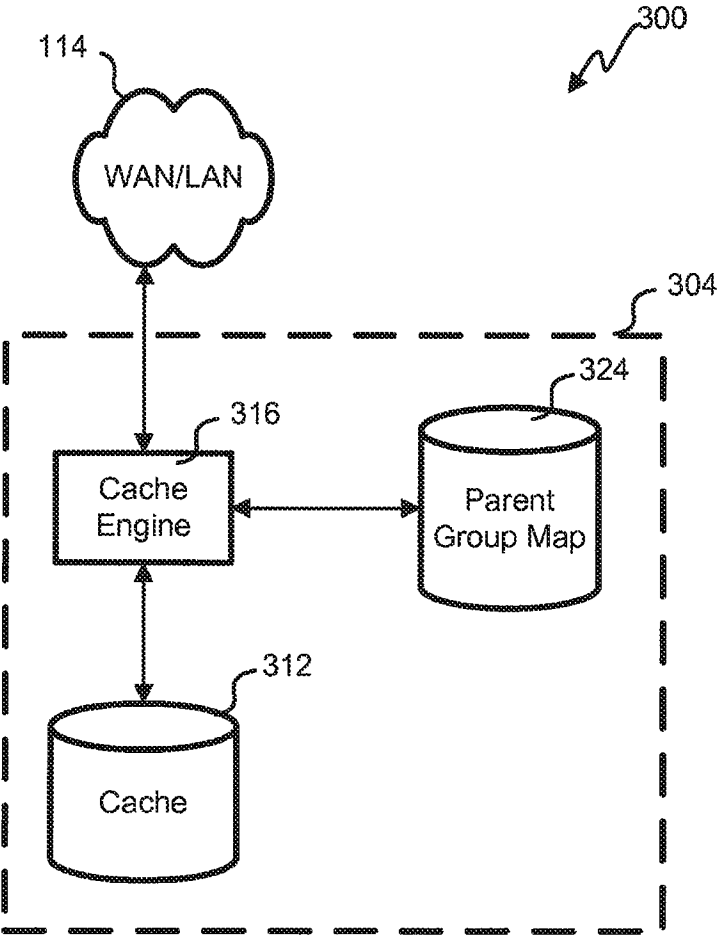 300
114
WAN/LAN
304
324
316
Cache
Engine
Parent
Group Map
312
Cache